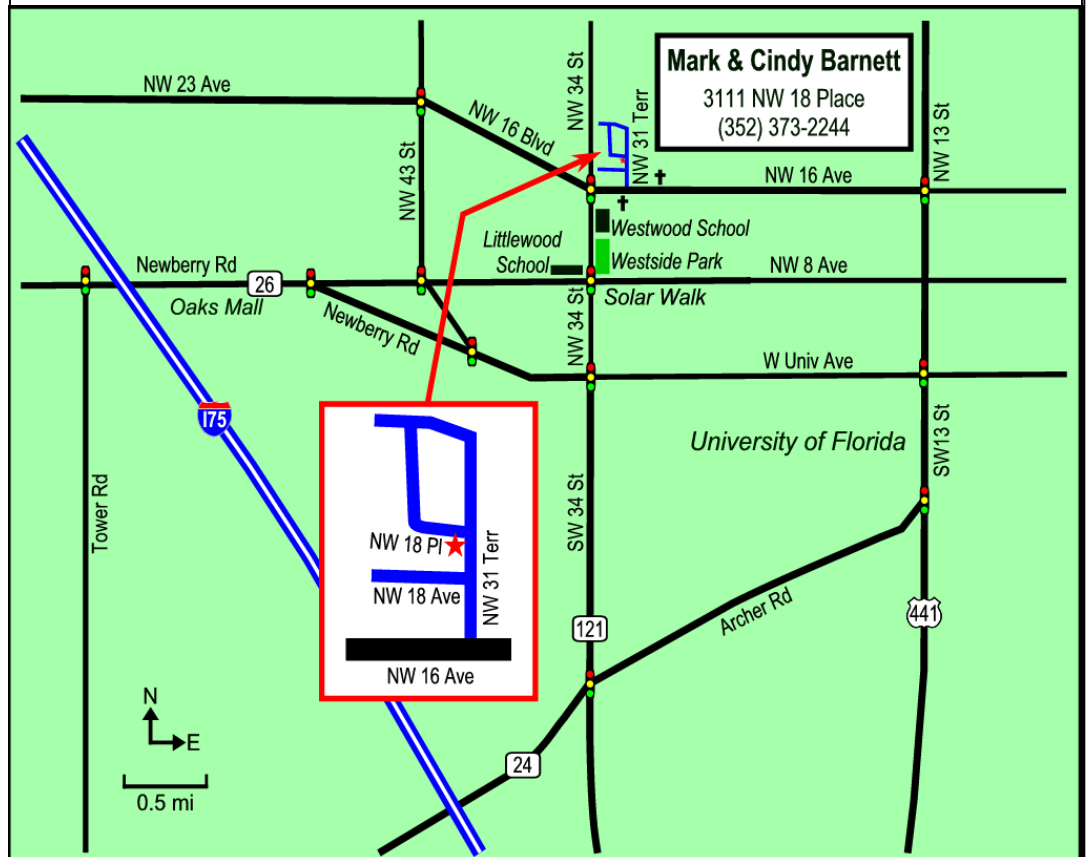 Mark & Cindy Barnett
3111 NW 18 Place
(352) 373-2244
NW 23 Ave
NW 16 Blvd
NW 34 St
NW 31 Terr
NW 13 St
NW 43 St
NW 16 Ave
Westwood School
Littlewood
School
Westside Park
Newberry Rd
26
Oaks Mall
NW 8 Ave
Solar Walk
Newberry Rd
NW 34 St
W Univ Ave
I75
University of Florida
SW13 St
Tower Rd
SW 34 St
NW 18 Pl
NW 31 Terr
NW 18 Ave
NW 16 Ave
Archer Rd
121
441
24
N
E
0.5 mi